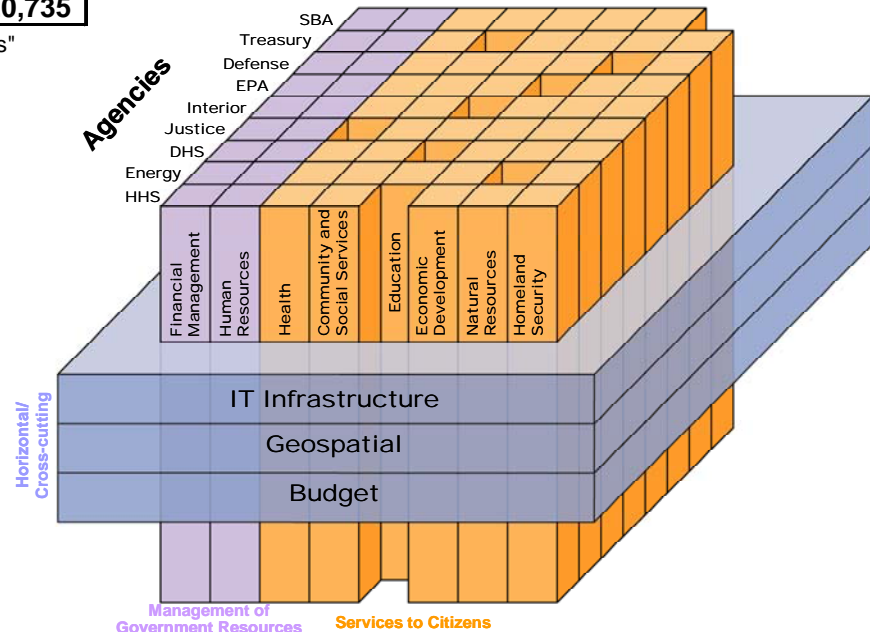 0,735
s"
Agencies
SBA
Treasury
Defense
EPA
Interior
Justice
DHS
Energy
HHS
Financial
Management
Human
Resources
Health
Community and
Social Services
Education
Economic
Development
Natural
Resources
Homeland
Security
Horizontal/
Cross-cutting
IT Infrastructure
Geospatial
Budget
Management of
Government Resources
Services to Citizens